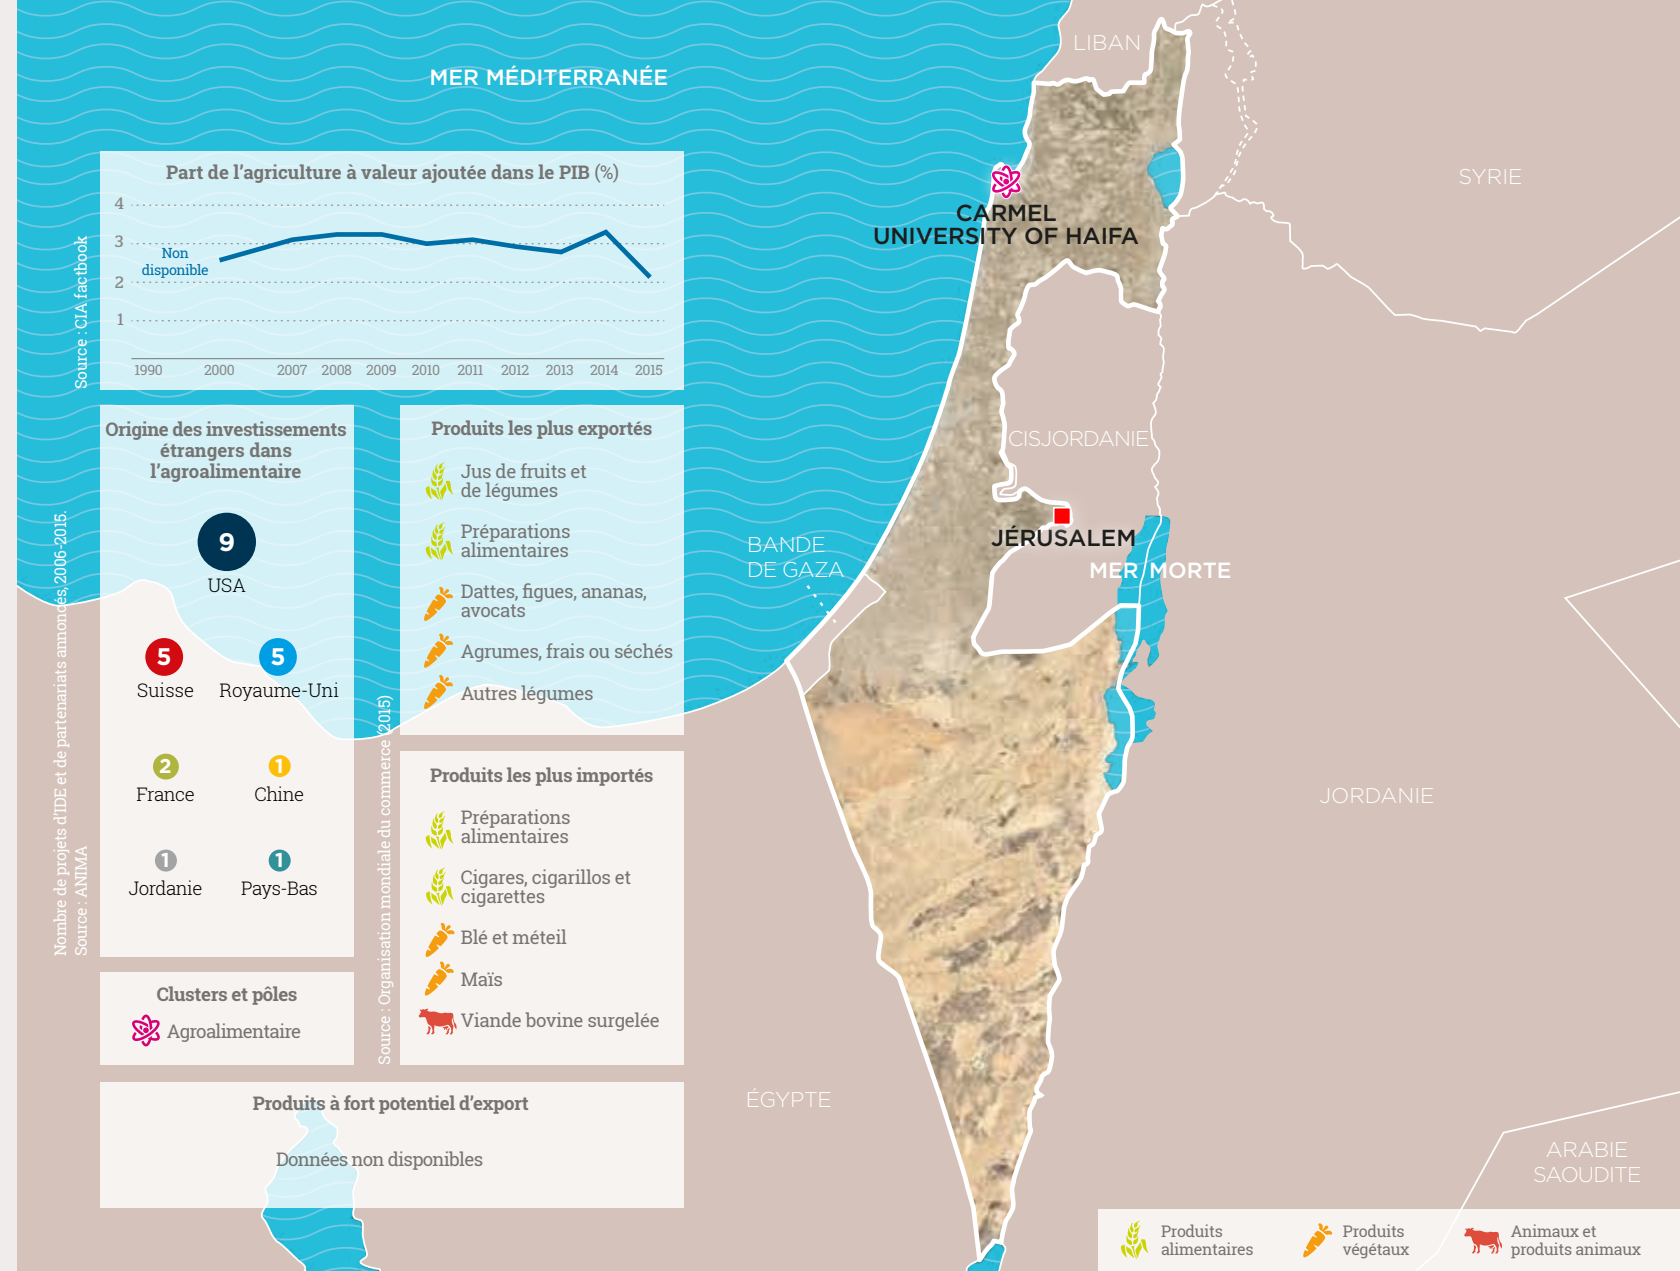 MER MÉDITERRANÉE
LIBAN
SYRIE
CARMEL
UNIVERSITY OF HAIFA
CISJORDANIE
JÉRUSALEM
BANDE
DE GAZA
MER MORTE
JORDANIE
ÉGYPTE
ARABIE
SAOUDITE
Part de l’agriculture à valeur ajoutée dans le PIB (%)
4
3
2
1
Non
disponible
1990 2000 2007 2008 2009 2010 2011 2012 2013 2014 2015
Source : CIA factbook
Origine des investissements
étrangers dans
l’agroalimentaire
9
USA
5 5
Suisse Royaume-Uni
2 1
France Chine
1 1
Jordanie Pays-Bas
Nombre de projets d’IDE et de partenariats annoncés,2006-2015.
Source : ANIMA
Clusters et pôles
Agroalimentaire
Produits les plus exportés
Jus de fruits et
de légumes
Préparations
alimentaires
Dattes, figues, ananas,
avocats
Agrumes, frais ou séchés
Autres légumes
Produits les plus importés
Préparations
alimentaires
Cigares, cigarillos et
cigarettes
Blé et méteil
Maïs
Viande bovine surgelée
Source : Organisation mondiale du commerce (2015)
Produits à fort potentiel d’export
Données non disponibles
Produits
alimentaires
Produits
végétaux
Animaux et
produits animaux